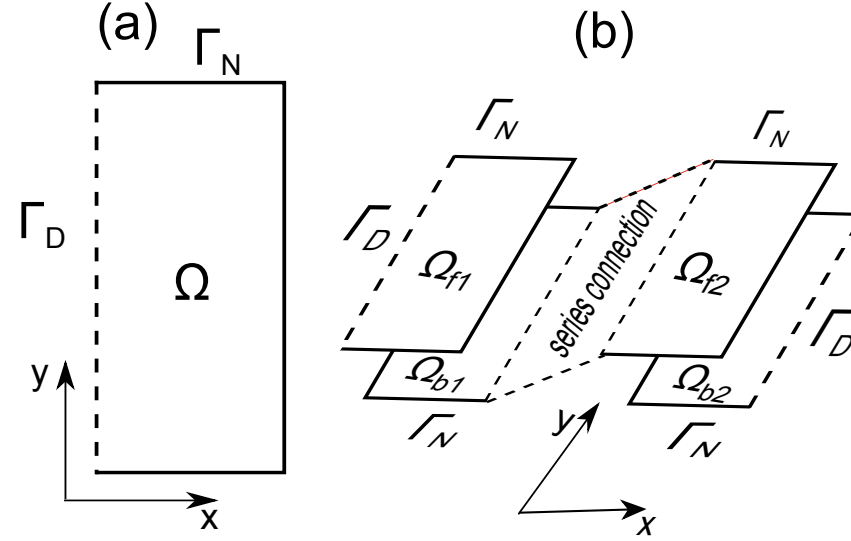 (a)
Γ_N
Γ_D
Ω
y
x
(b)
Γ_N
Γ_N
Γ_D
Ω_f1
series connection
Ω_f2
Γ_D
Ω_b1
Ω_b2
Γ_N
Γ_N
y
x